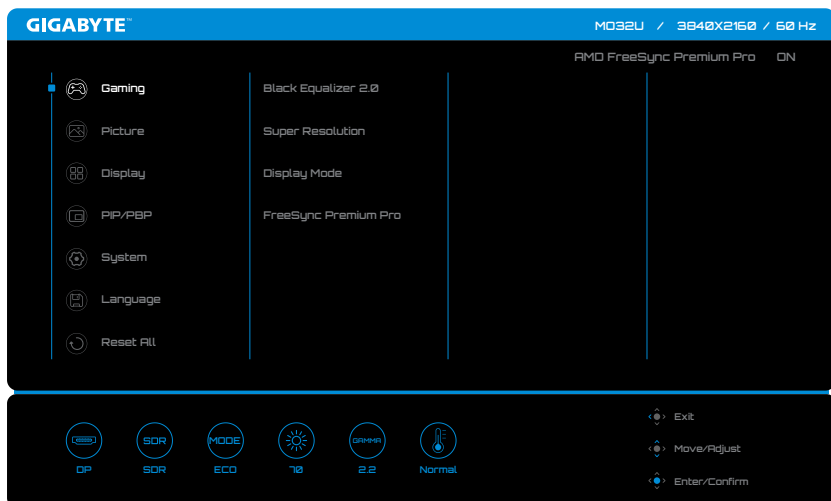 GIGABYTE™
MO32U / 3840X2160 / 60 Hz
AMD FreeSync Premium Pro ON
Gaming
Black Equalizer 2.0
Picture
Super Resolution
Display
Display Mode
PIP/PBP
FreeSync Premium Pro
System
Language
Reset All
SDR
MODE
GAMMA
DP
SDR
ECO
70
2.2
Normal
Exit
Move/Adjust
Enter/Confirm